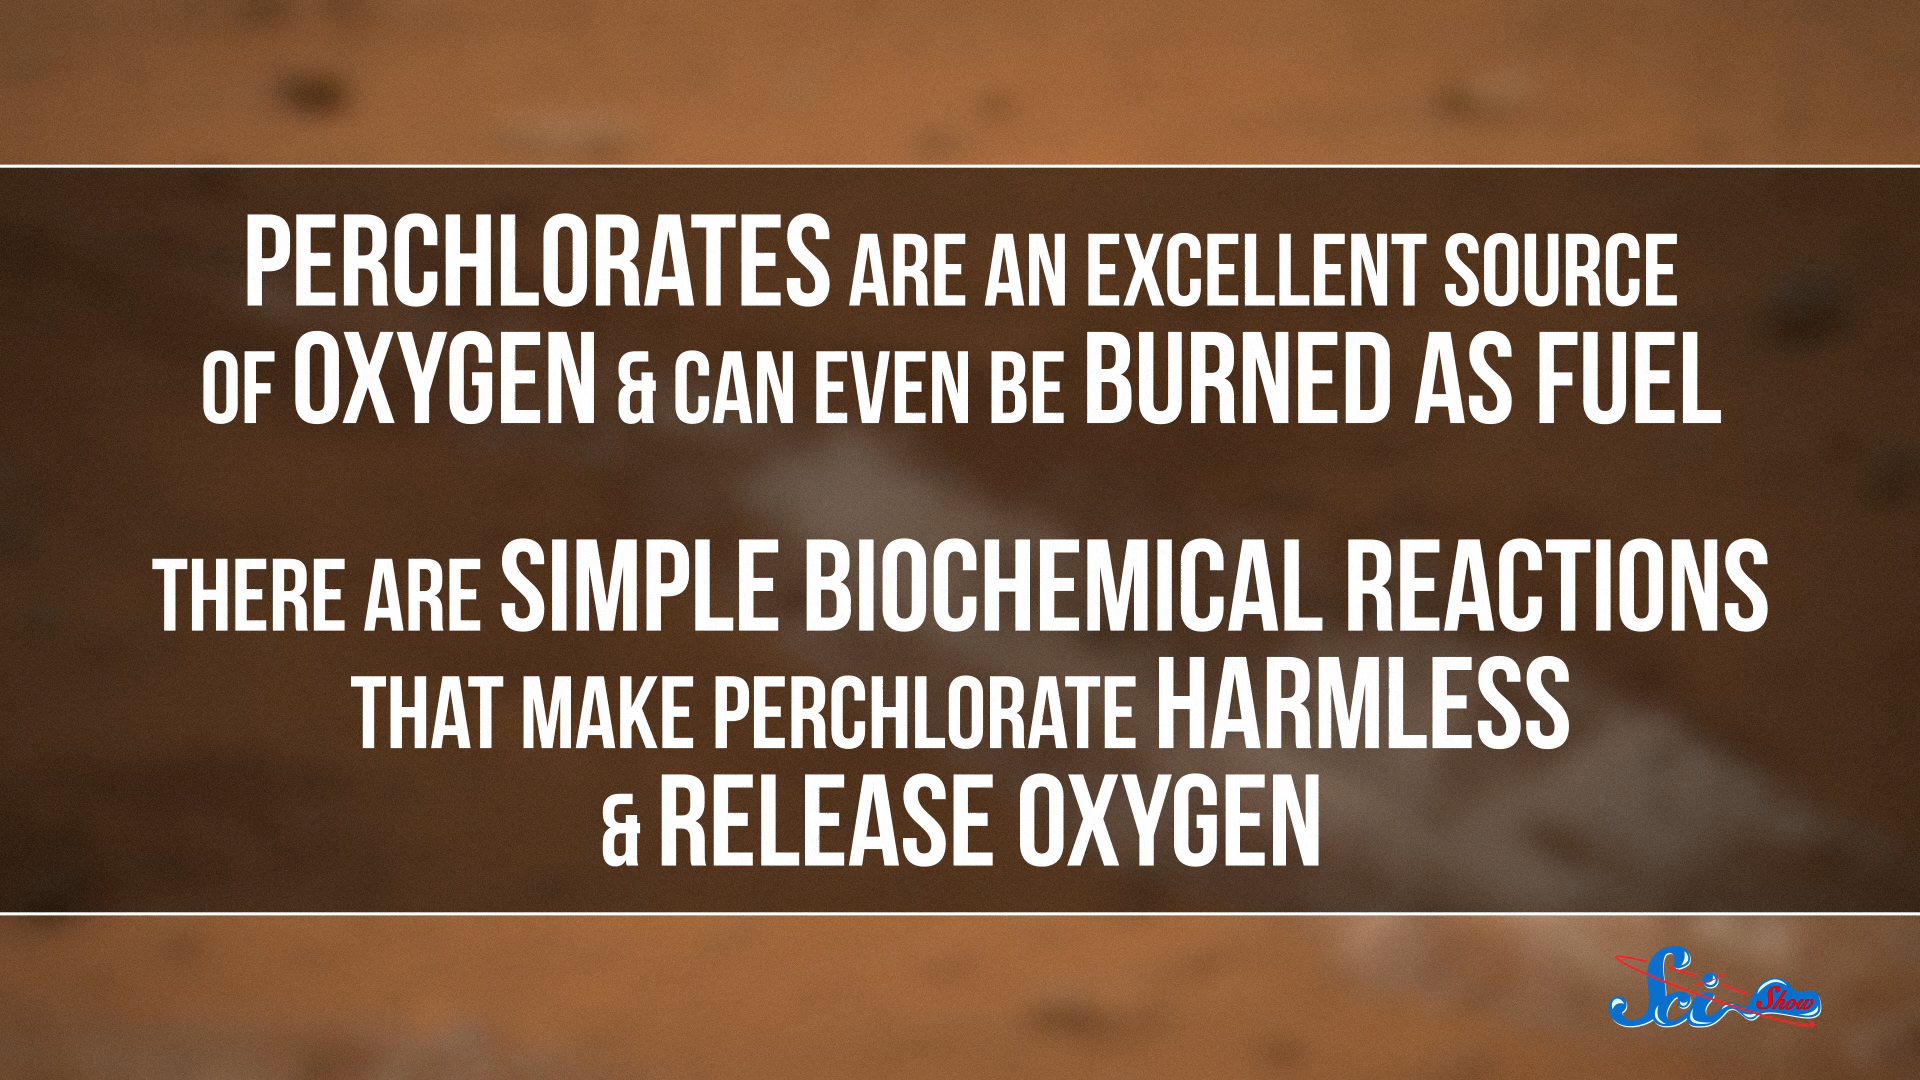 PERCHLORATES ARE AN EXCELLENT SOURCE
OF OXYGEN & CAN EVEN BE BURNED AS FUEL
THERE ARE SIMPLE BIOCHEMICAL REACTIONS
THAT MAKE PERCHLORATE HARMLESS
& RELEASE OXYGEN
Sci Show